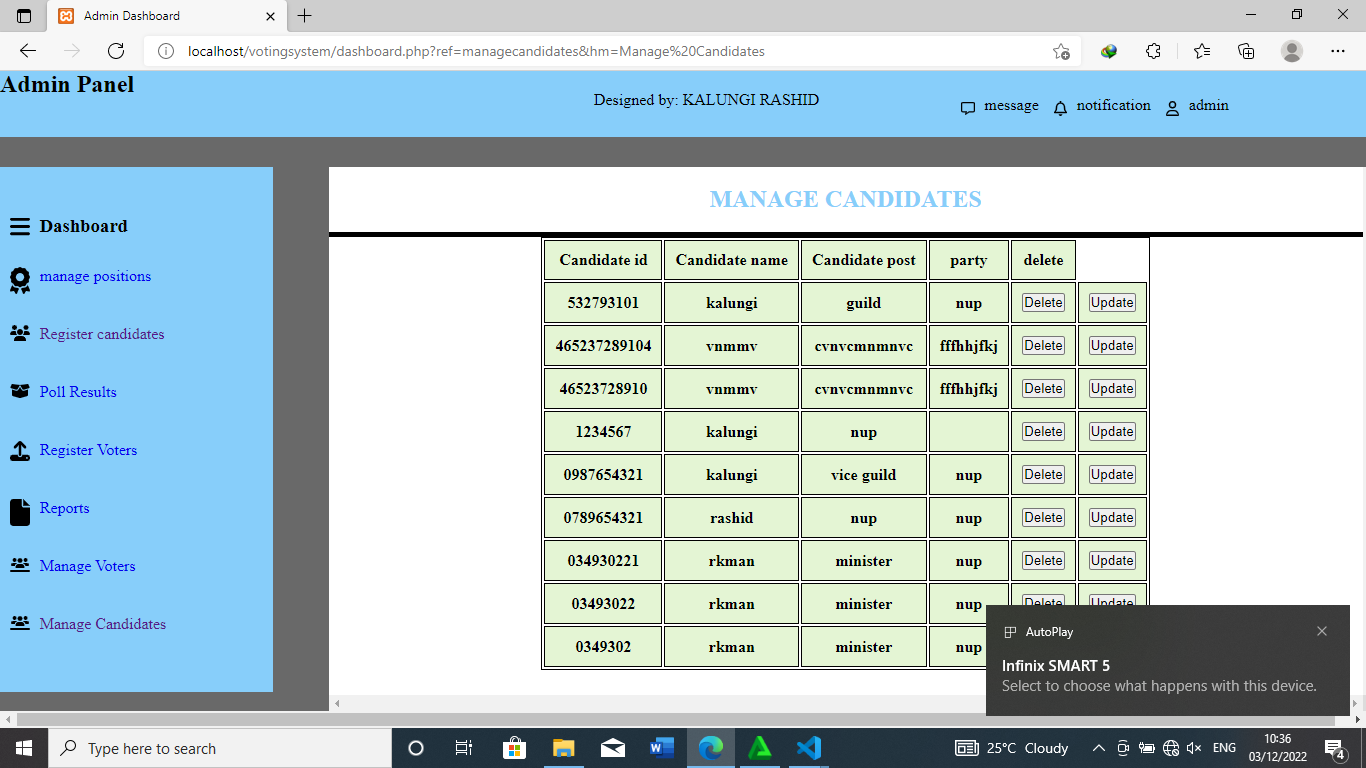 Admin Dashboard
localhost/votingsystem/dashboard.php?ref=managecandidates&hm=Manage%20Candidates
Admin Panel
Designed by: KALUNGI RASHID
message notification admin
MANAGE CANDIDATES
Dashboard
manage positions
Register candidates
Poll Results
Register Voters
Reports
Manage Voters
Manage Candidates
Candidate id Candidate name Candidate post party delete
532793101 kalungi guild nup Delete Update
465237289104 vnmmv cvnvcmnmnvc fffhhjfkj Delete Update
46523728910 vnmmv cvnvcmnmnvc fffhhjfkj Delete Update
1234567 kalungi nup Delete Update
0987654321 kalungi vice guild nup Delete Update
0789654321 rashid nup nup Delete Update
034930221 rkman minister nup Delete Update
03493022 rkman minister nup Delete Update
0349302 rkman minister nup
AutoPlay
Infinix SMART 5
Select to choose what happens with this device.
Type here to search
25°C Cloudy
ENG
10:36
03/12/2022
4